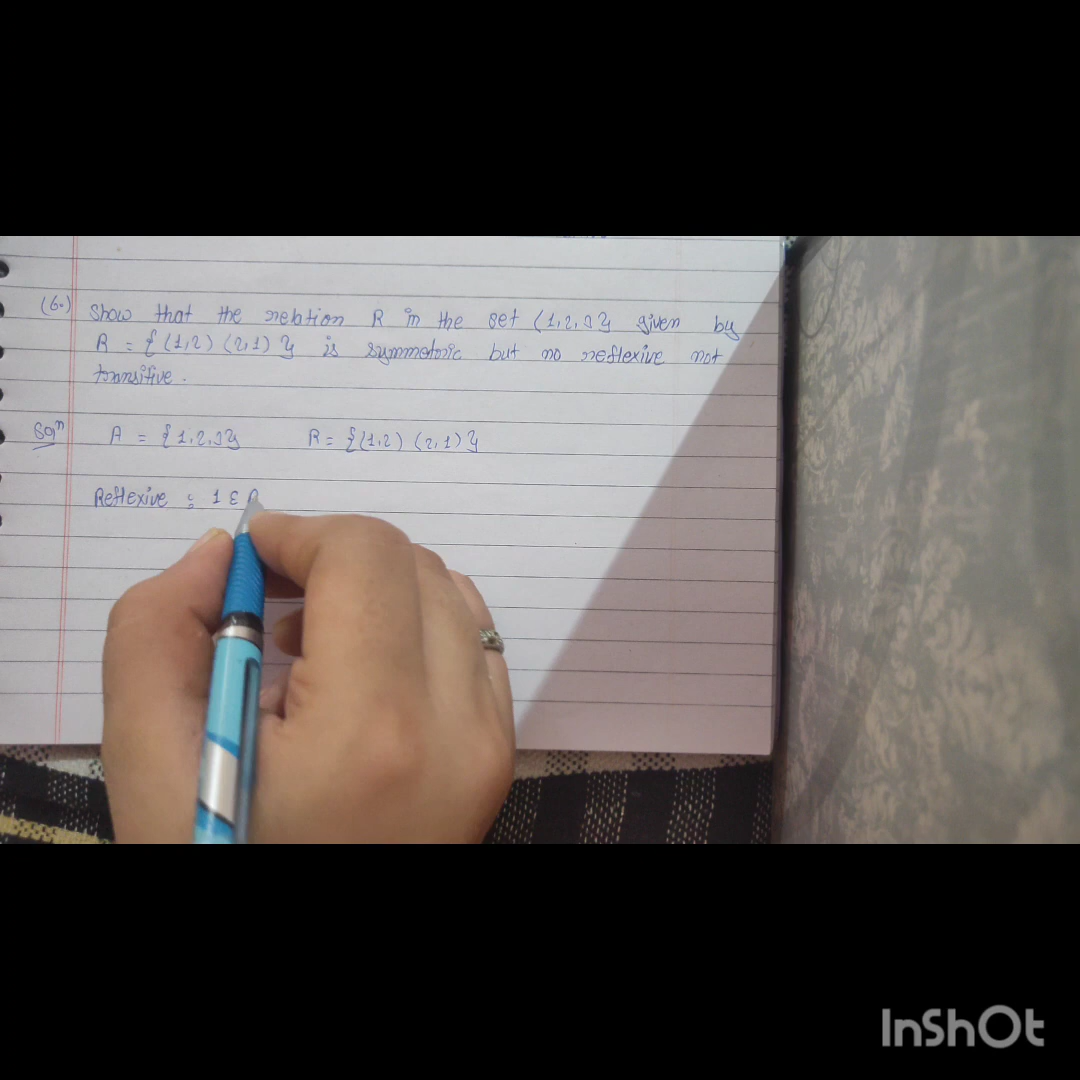 (6.) Show that the relation R in the set (1,2,3} given by
R = {(1,2) (2,1)} is symmetoric but no reflexive not
transitive.
Solⁿ A = {1,2,3} R = {(1,2) (2,1)}
Reflexive : 1 ε A
InShOt